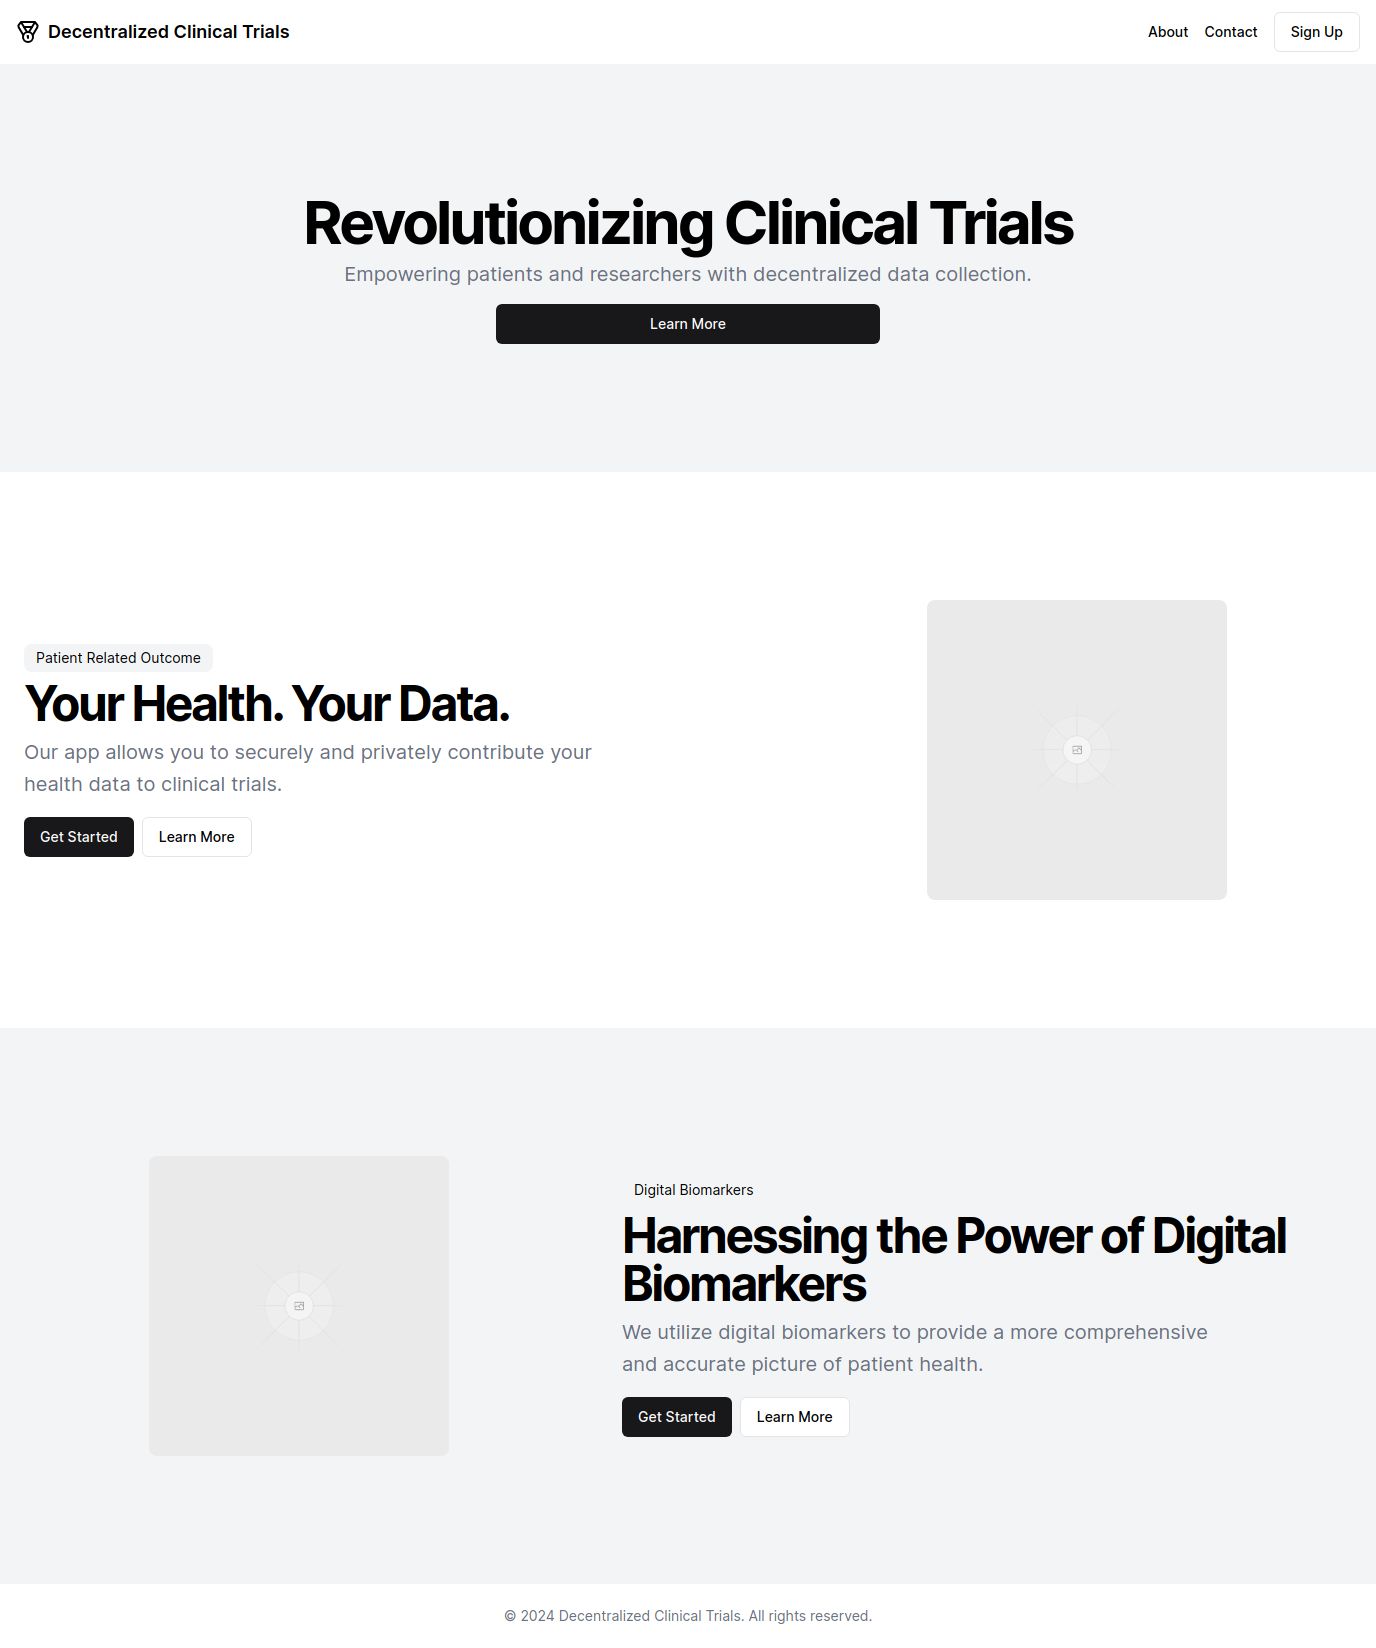 Decentralized Clinical Trials
About
Contact
Sign Up
Revolutionizing Clinical Trials
Empowering patients and researchers with decentralized data collection.
Learn More
Patient Related Outcome
Your Health. Your Data.
Our app allows you to securely and privately contribute your
health data to clinical trials.
Get Started
Learn More
Digital Biomarkers
Harnessing the Power of Digital
Biomarkers
We utilize digital biomarkers to provide a more comprehensive
and accurate picture of patient health.
Get Started
Learn More
© 2024 Decentralized Clinical Trials. All rights reserved.